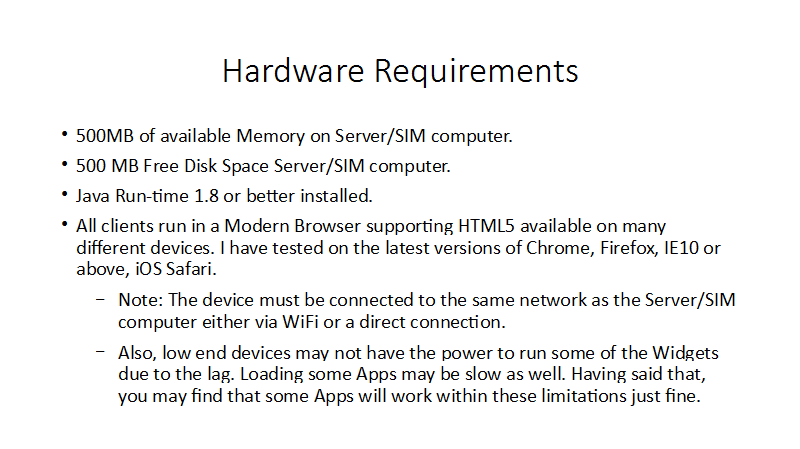 Hardware Requirements
• 500MB of available Memory on Server/SIM computer.
• 500 MB Free Disk Space Server/SIM computer.
• Java Run-time 1.8 or better installed.
• All clients run in a Modern Browser supporting HTML5 available on many
different devices. I have tested on the latest versions of Chrome, Firefox, IE10 or
above, iOS Safari.
– Note: The device must be connected to the same network as the Server/SIM
computer either via WiFi or a direct connection.
– Also, low end devices may not have the power to run some of the Widgets
due to the lag. Loading some Apps may be slow as well. Having said that,
you may find that some Apps will work within these limitations just fine.